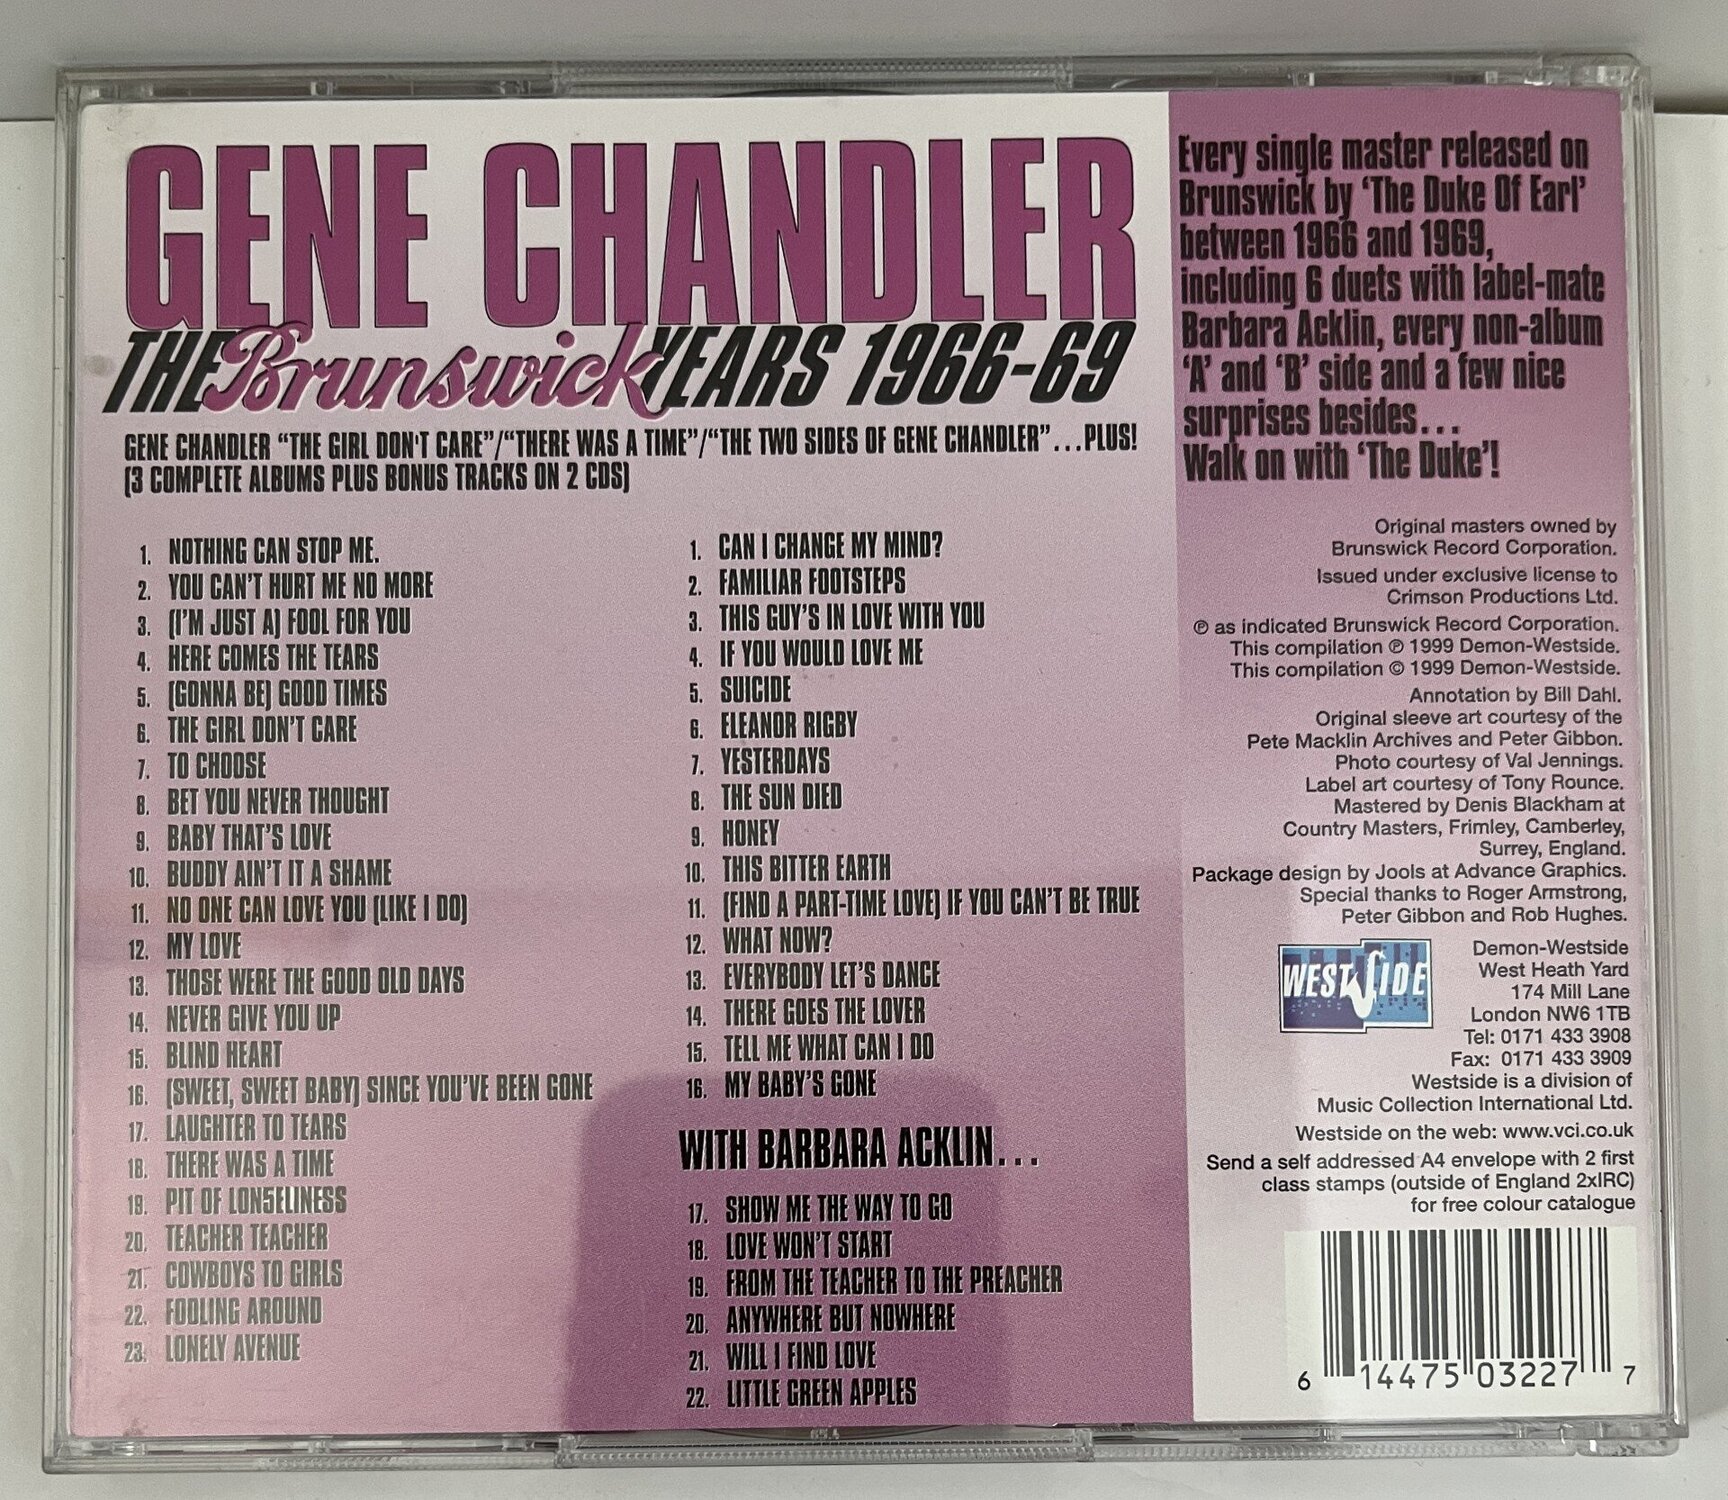 GENE CHANDLER
THE Brunswick YEARS 1966-69
GENE CHANDLER “THE GIRL DON'T CARE”/“THERE WAS A TIME”/“THE TWO SIDES OF GENE CHANDLER”...PLUS!
(3 COMPLETE ALBUMS PLUS BONUS TRACKS ON 2 CDS)
1. NOTHING CAN STOP ME.
2. YOU CAN'T HURT ME NO MORE
3. (I'M JUST A) FOOL FOR YOU
4. HERE COMES THE TEARS
5. (GONNA BE) GOOD TIMES
6. THE GIRL DON'T CARE
7. TO CHOOSE
8. BET YOU NEVER THOUGHT
9. BABY THAT'S LOVE
10. BUDDY AIN'T IT A SHAME
11. NO ONE CAN LOVE YOU (LIKE I DO)
12. MY LOVE
13. THOSE WERE THE GOOD OLD DAYS
14. NEVER GIVE YOU UP
15. BLIND HEART
16. (SWEET, SWEET BABY) SINCE YOU'VE BEEN GONE
17. LAUGHTER TO TEARS
18. THERE WAS A TIME
19. PIT OF LON5ELINESS
20. TEACHER TEACHER
21. COWBOYS TO GIRLS
22. FOOLING AROUND
23. LONELY AVENUE
1. CAN I CHANGE MY MIND?
2. FAMILIAR FOOTSTEPS
3. THIS GUY'S IN LOVE WITH YOU
4. IF YOU WOULD LOVE ME
5. SUICIDE
6. ELEANOR RIGBY
7. YESTERDAYS
8. THE SUN DIED
9. HONEY
10. THIS BITTER EARTH
11. (FIND A PART-TIME LOVE) IF YOU CAN'T BE TRUE
12. WHAT NOW?
13. EVERYBODY LET'S DANCE
14. THERE GOES THE LOVER
15. TELL ME WHAT CAN I DO
16. MY BABY'S GONE
WITH BARBARA ACKLIN...
17. SHOW ME THE WAY TO GO
18. LOVE WON'T START
19. FROM THE TEACHER TO THE PREACHER
20. ANYWHERE BUT NOWHERE
21. WILL I FIND LOVE
22. LITTLE GREEN APPLES
Every single master released on
Brunswick by ‘The Duke Of Earl’
between 1966 and 1969,
including 6 duets with label-mate
Barbara Acklin, every non-album
‘A’ and ‘B’ side and a few nice
surprises besides...
Walk on with ‘The Duke’!
Original masters owned by
Brunswick Record Corporation.
Issued under exclusive license to
Crimson Productions Ltd.
℗ as indicated Brunswick Record Corporation.
This compilation ℗ 1999 Demon-Westside.
This compilation © 1999 Demon-Westside.
Annotation by Bill Dahl.
Original sleeve art courtesy of the
Pete Macklin Archives and Peter Gibbon.
Photo courtesy of Val Jennings.
Label art courtesy of Tony Rounce.
Mastered by Denis Blackham at
Country Masters, Frimley, Camberley,
Surrey, England.
Package design by Jools at Advance Graphics.
Special thanks to Roger Armstrong,
Peter Gibbon and Rob Hughes.
WESTSIDE
Demon-Westside
West Heath Yard
174 Mill Lane
London NW6 1TB
Tel: 0171 433 3908
Fax: 0171 433 3909
Westside is a division of
Music Collection International Ltd.
Westside on the web: www.vci.co.uk
Send a self addressed A4 envelope with 2 first
class stamps (outside of England 2xIRC)
for free colour catalogue
6 14475 03227 7